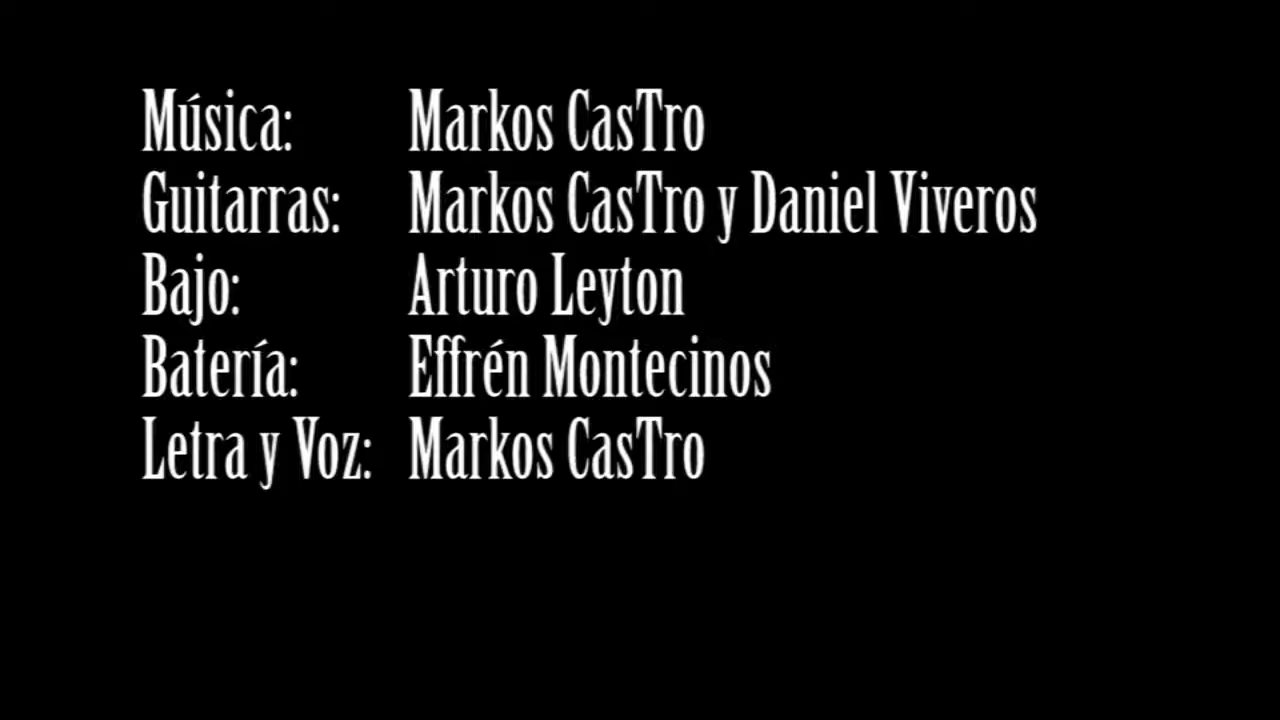 Música: Markos CasTro
Guitarras: Markos CasTro y Daniel Viveros
Bajo: Arturo Leyton
Batería: Effrén Montecinos
Letra y Voz: Markos CasTro